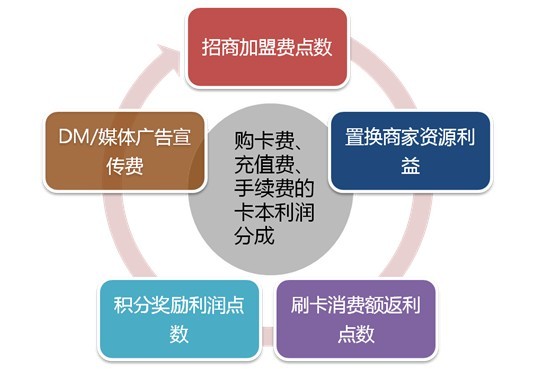 招商加盟费点数
DM/媒体广告宣
传费
购卡费、
充值费、
手续费的
卡本利润
分成
置换商家资源利
益
积分奖励利润点
数
刷卡消费额返利
点数